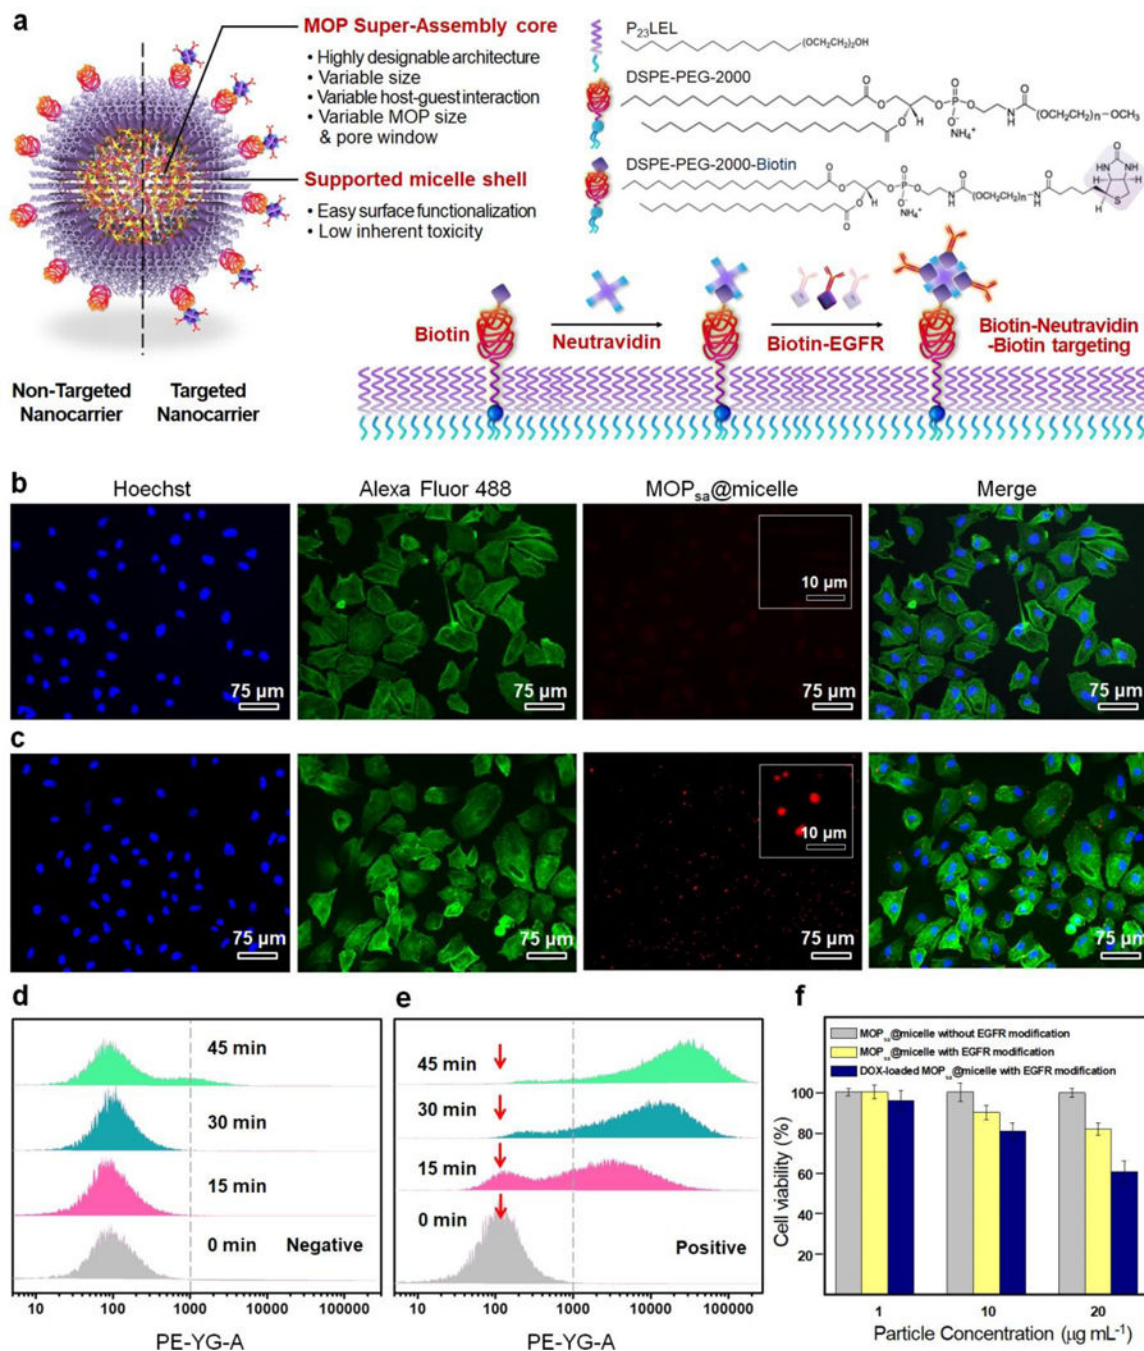 a
MOP Super-Assembly core
• Highly designable architecture
• Variable size
• Variable host-guest interaction
• Variable MOP size
& pore window
Supported micelle shell
• Easy surface functionalization
• Low inherent toxicity
Non-Targeted
Nanocarrier
Targeted
Nanocarrier
P23LEL
(OCH2CH2)2OH
DSPE-PEG-2000
O
O
O
P
O
O-
NH4+
N
H
O
(OCH2CH2)n-OCH3
H
O
DSPE-PEG-2000-Biotin
O
O
O
P
O
O-
NH4+
N
H
O
(OCH2CH2)n
N
H
O
H
O
O
HN
NH
H
H
S
H
Biotin
Neutravidin
Biotin-EGFR
Biotin-Neutravidin
-Biotin targeting
b
Hoechst
Alexa Fluor 488
MOPsa@micelle
Merge
10 µm
75 µm
75 µm
75 µm
75 µm
c
10 µm
75 µm
75 µm
75 µm
75 µm
d
45 min
30 min
15 min
0 min
Negative
10 100 1000 10000 100000
PE-YG-A
e
45 min
30 min
15 min
0 min
Positive
10 100 1000 10000 100000
PE-YG-A
f
MOPsa@micelle without EGFR modification
MOPsa@micelle with EGFR modification
DOX-loaded MOPsa@micelle with EGFR modification
Cell viability (%)
100
80
60
40
20
1 10 20
Particle Concentration (µg mL-1)